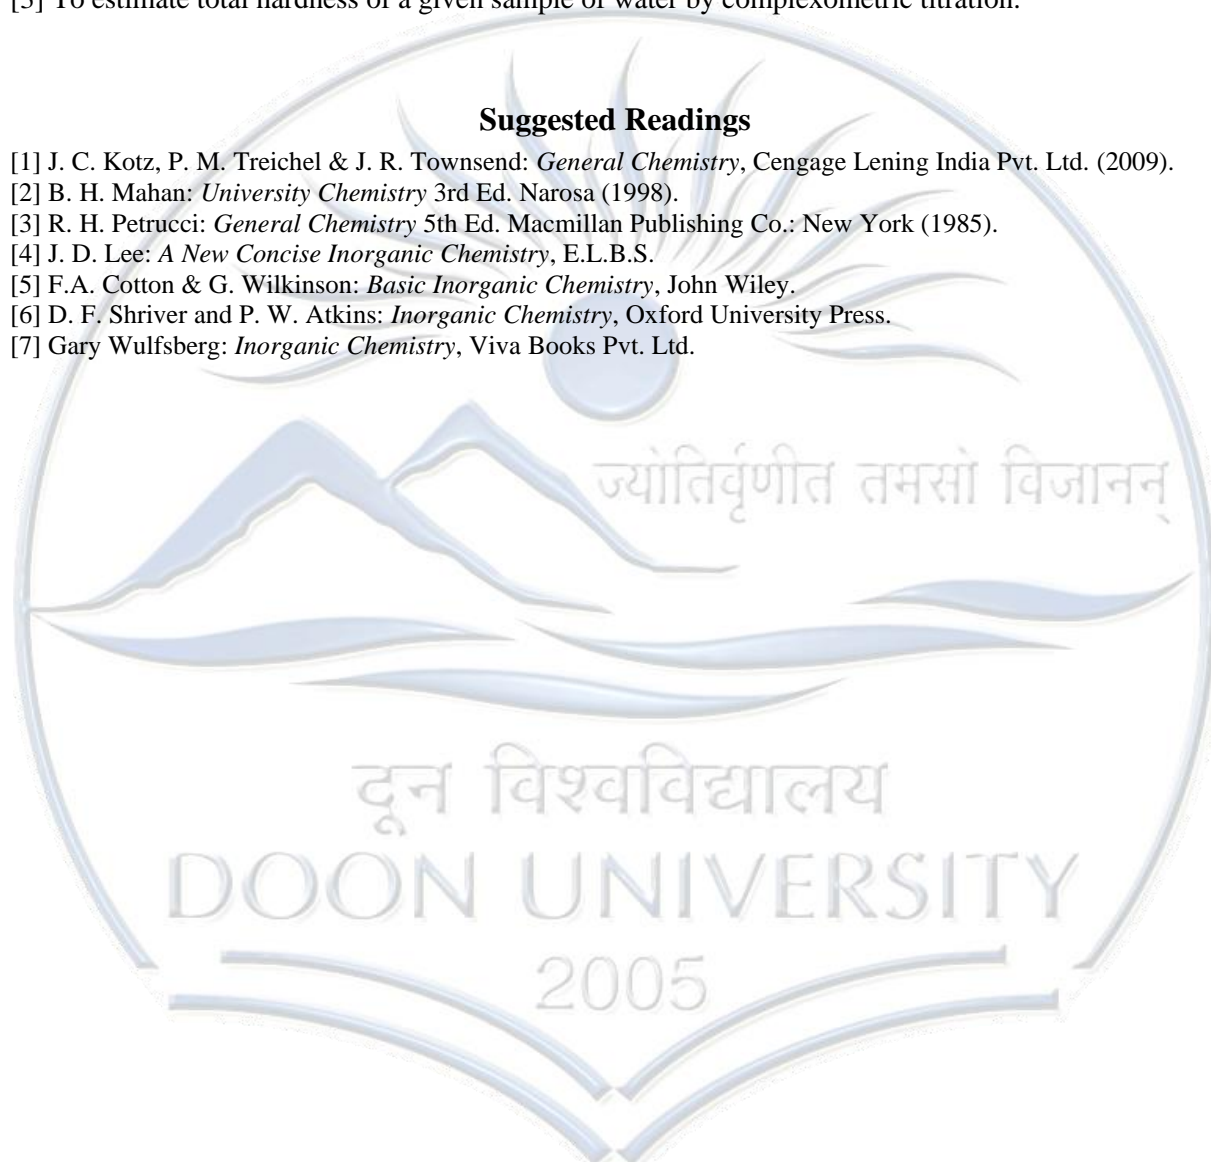 [5] To estimate total hardness of a given sample of water by complexometric titration.
Suggested Readings
[1] J. C. Kotz, P. M. Treichel & J. R. Townsend: General Chemistry, Cengage Lening India Pvt. Ltd. (2009).
[2] B. H. Mahan: University Chemistry 3rd Ed. Narosa (1998).
[3] R. H. Petrucci: General Chemistry 5th Ed. Macmillan Publishing Co.: New York (1985).
[4] J. D. Lee: A New Concise Inorganic Chemistry, E.L.B.S.
[5] F.A. Cotton & G. Wilkinson: Basic Inorganic Chemistry, John Wiley.
[6] D. F. Shriver and P. W. Atkins: Inorganic Chemistry, Oxford University Press.
[7] Gary Wulfsberg: Inorganic Chemistry, Viva Books Pvt. Ltd.
ज्योतिर्वृणीत तमसो विजानन्
दून विश्वविद्यालय
DOON UNIVERSITY
2005